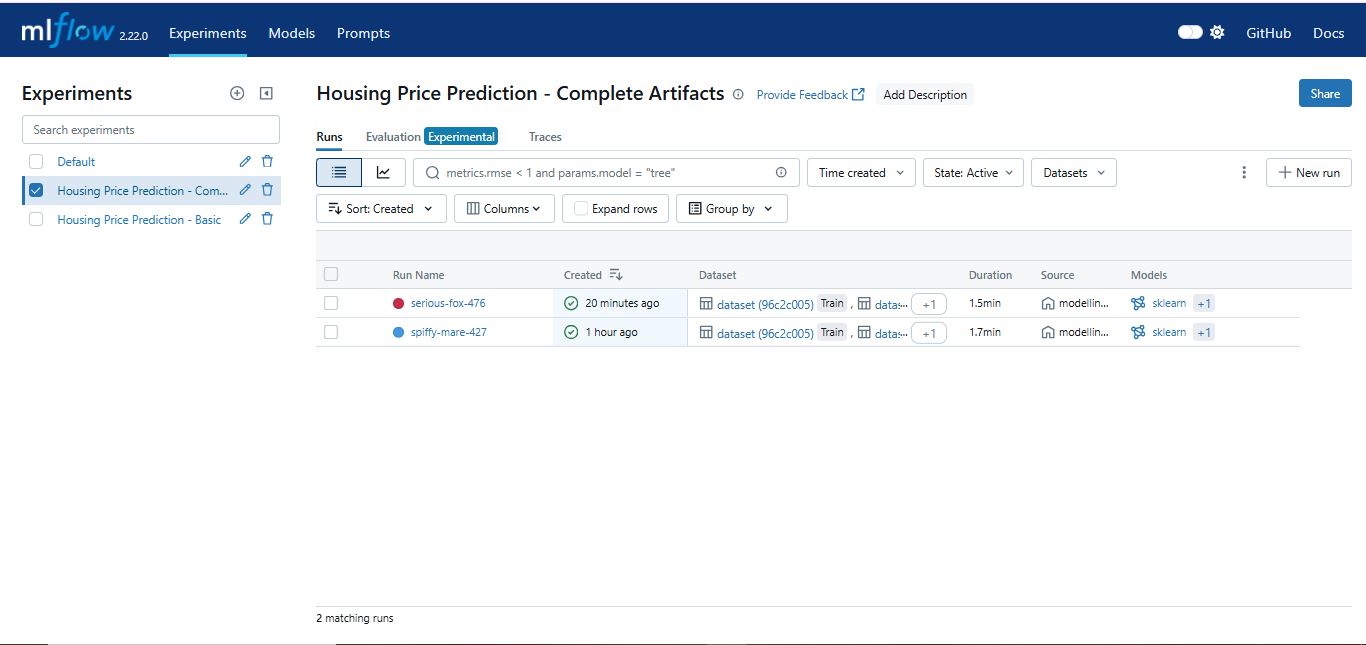 mlflow 2.22.0 Experiments Models Prompts GitHub Docs
Experiments
Search experiments
Default
Housing Price Prediction - Com...
Housing Price Prediction - Basic
Housing Price Prediction - Complete Artifacts Provide Feedback Add Description Share
Runs Evaluation Experimental Traces
metrics.rmse < 1 and params.model = "tree" Time created State: Active Datasets New run
Sort: Created Columns Expand rows Group by
Run Name Created Dataset Duration Source Models
serious-fox-476 20 minutes ago dataset (96c2c005) Train , datas... +1 1.5min modellin... sklearn +1
spiffy-mare-427 1 hour ago dataset (96c2c005) Train , datas... +1 1.7min modellin... sklearn +1
2 matching runs